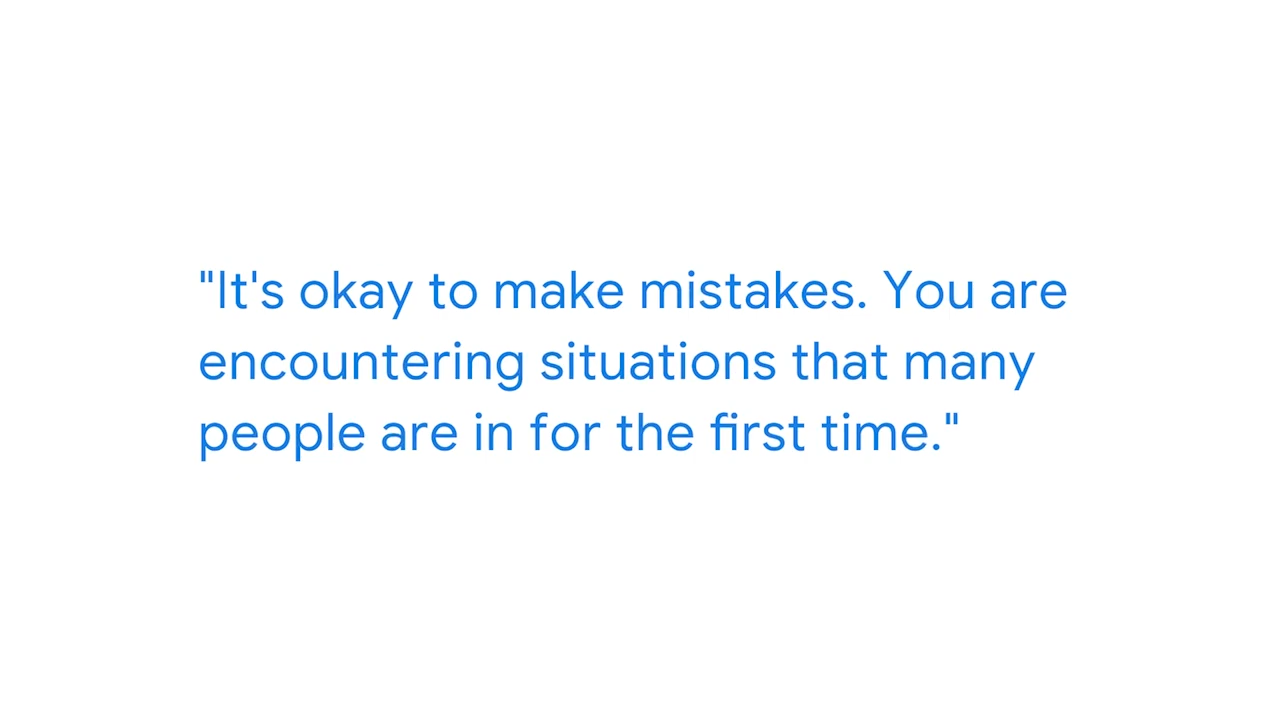 "It's okay to make mistakes. You are
encountering situations that many
people are in for the first time."